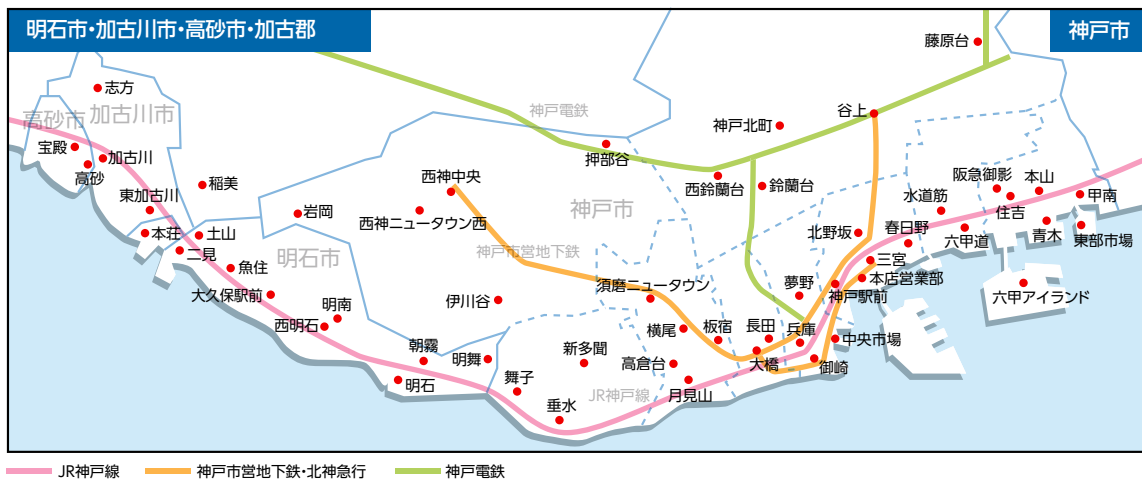 明石市・加古川市・高砂市・加古郡
神戸市
藤原台
志方
高砂市
加古川市
神戸電鉄
谷上
神戸北町
宝殿
加古川
高砂
押部谷
稲美
西神中央
西鈴蘭台
鈴蘭台
阪急御影
本山
東加古川
岩岡
西神ニュータウン西
神戸市
水道筋
住吉
甲南
本荘
土山
北野坂
春日野
六甲道
青木
東部市場
二見
明石市
神戸市営地下鉄
三宮
魚住
須磨ニュータウン
本店営業部
大久保駅前
明南
伊川谷
夢野
神戸駅前
六甲アイランド
西明石
横尾
板宿
長田
兵庫
中央市場
朝霧
明舞
新多聞
高倉台
大橋
御崎
明石
舞子
JR神戸線
月見山
垂水
JR神戸線
神戸市営地下鉄・北神急行
神戸電鉄